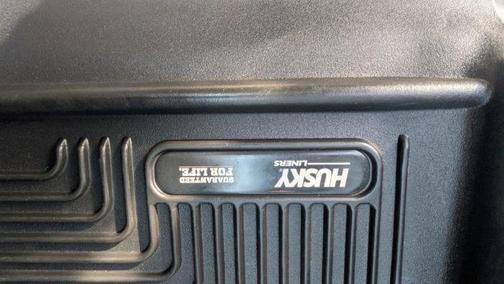 HUSKY
LINERS
GUARANTEED
FOR LIFE.